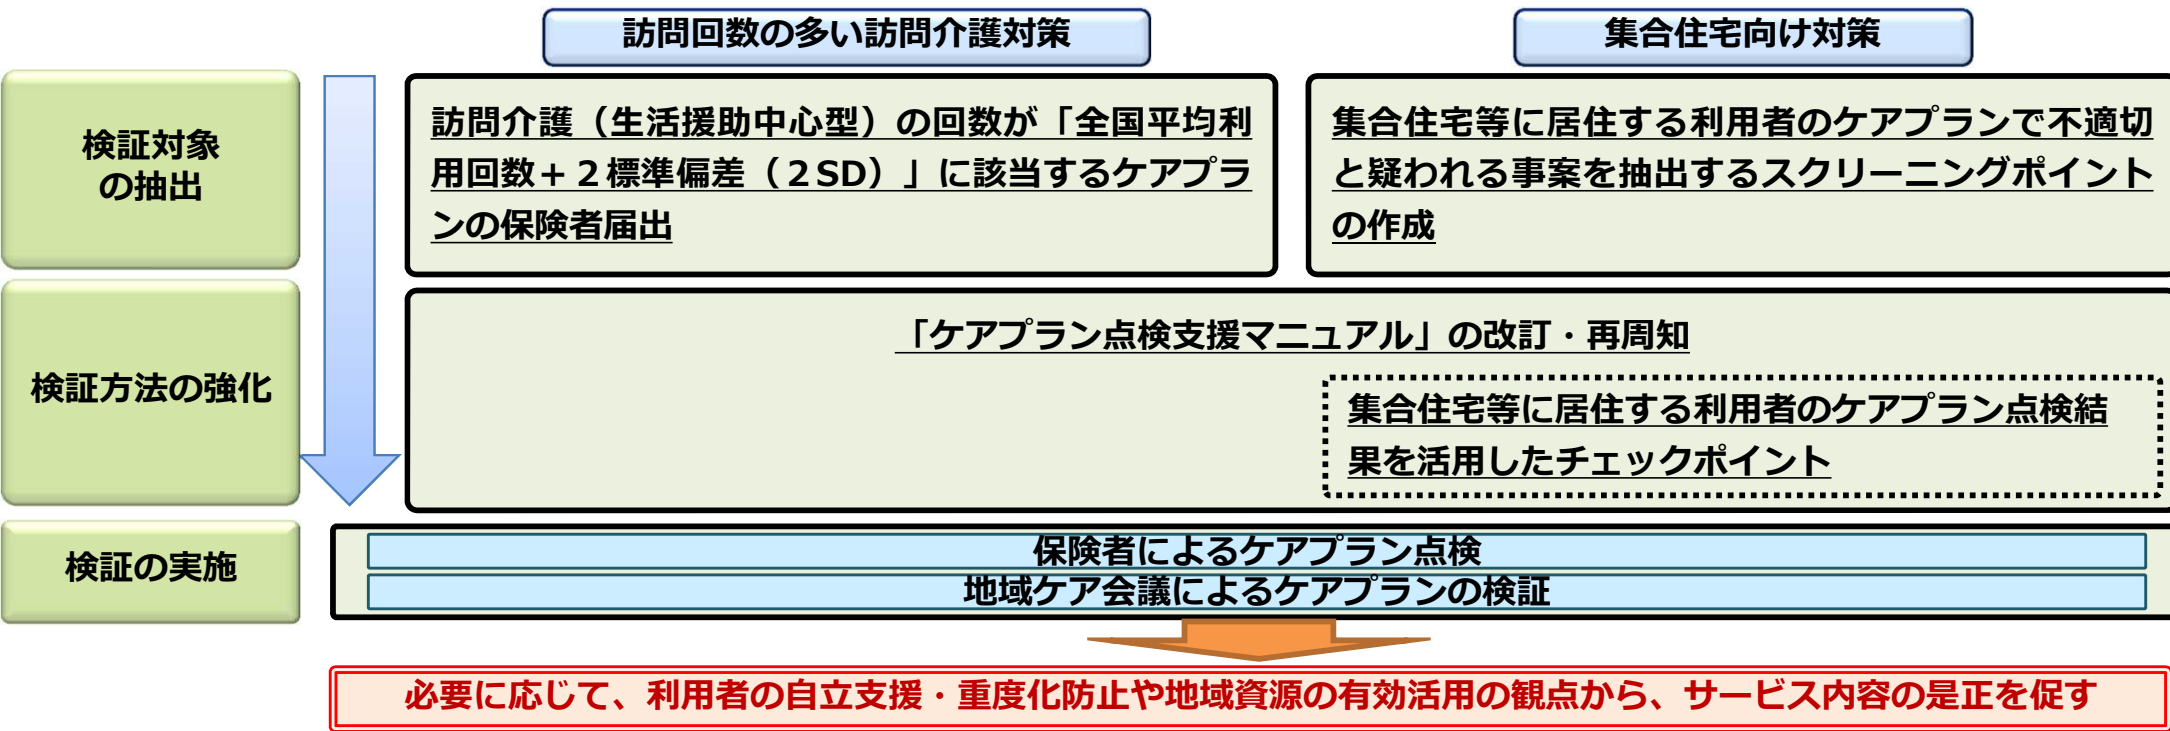 訪問回数の多い訪問介護対策
集合住宅向け対策
検証対象
の抽出
訪問介護（生活援助中心型）の回数が「全国平均利
用回数＋２標準偏差（２SD）」に該当するケアプラ
ンの保険者届出
集合住宅等に居住する利用者のケアプランで不適切
と疑われる事案を抽出するスクリーニングポイント
の作成
検証方法の強化
「ケアプラン点検支援マニュアル」の改訂・再周知
集合住宅等に居住する利用者のケアプラン点検結
果を活用したチェックポイント
検証の実施
保険者によるケアプラン点検
地域ケア会議によるケアプランの検証
必要に応じて、利用者の自立支援・重度化防止や地域資源の有効活用の観点から、サービス内容の是正を促す